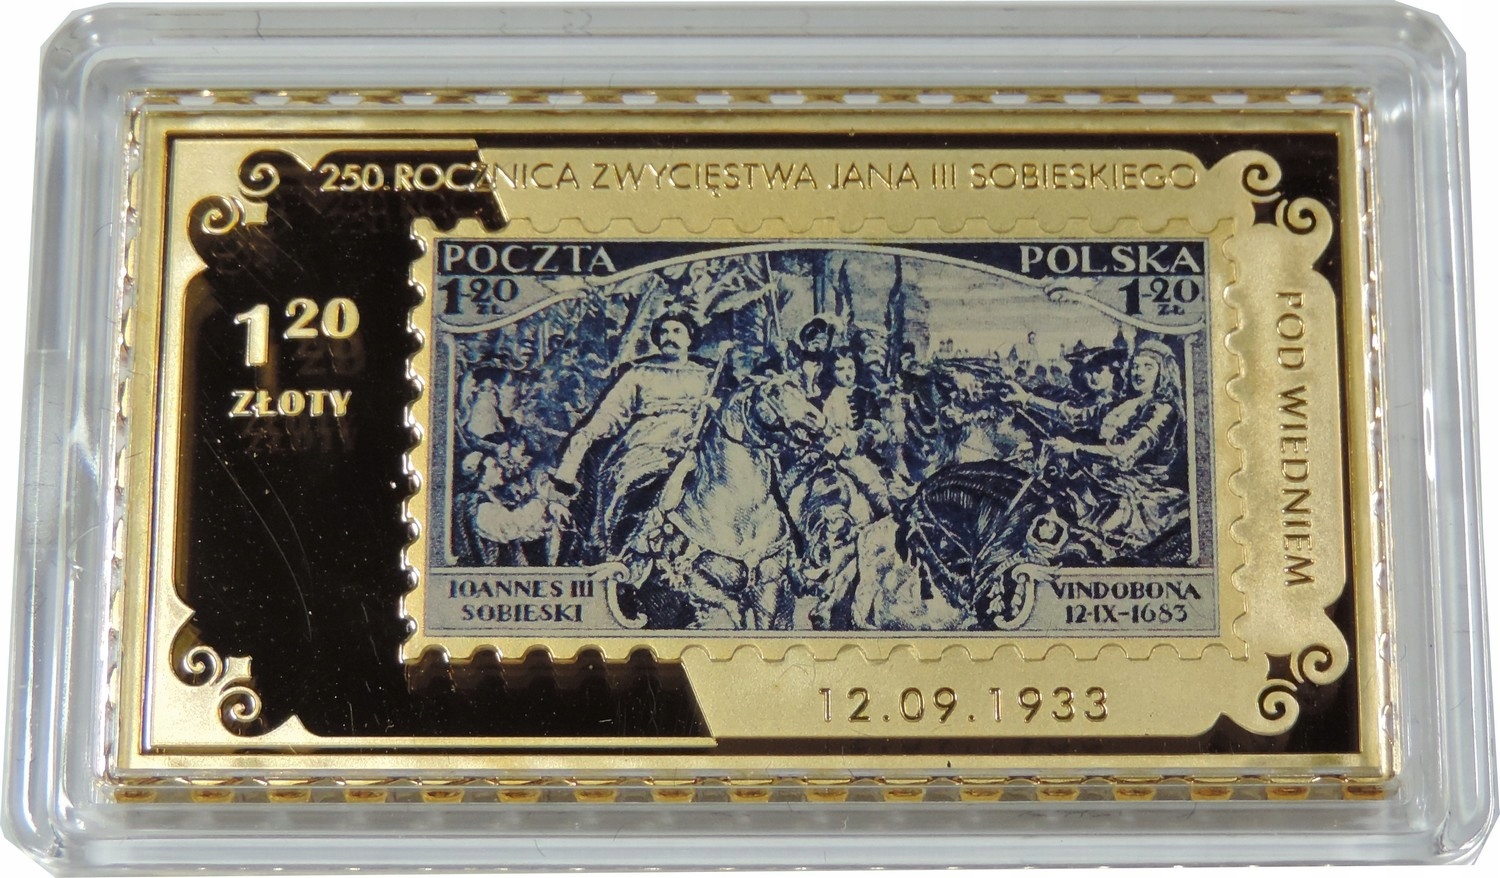 250. ROCZNICA ZWYCIĘSTWA JANA III SOBIESKIEGO
POD WIEDNIEM
1 20
ZŁOTY
POCZTA POLSKA
1·20 ZŁ 1·20 ZŁ
IOANNES III
SOBIESKI
VINDOBONA
12·IX-1683
12.09.1933